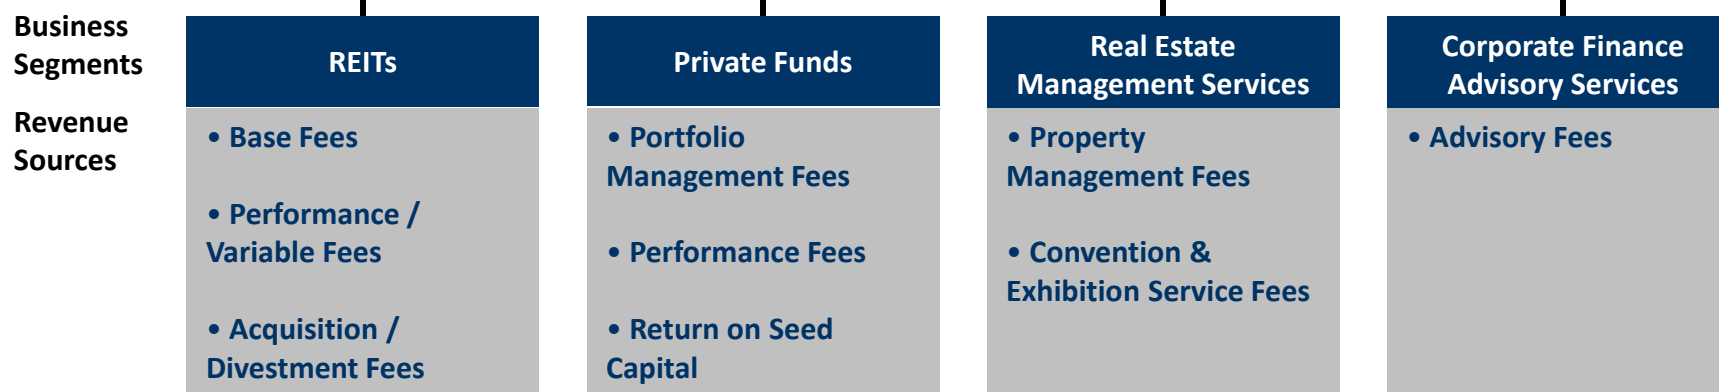 Business
Segments
REITs
Private Funds
Real Estate
Management Services
Corporate Finance
Advisory Services
Revenue
Sources
• Base Fees
• Performance /
Variable Fees
• Acquisition /
Divestment Fees
• Portfolio
Management Fees
• Performance Fees
• Return on Seed
Capital
• Property
Management Fees
• Convention &
Exhibition Service Fees
• Advisory Fees